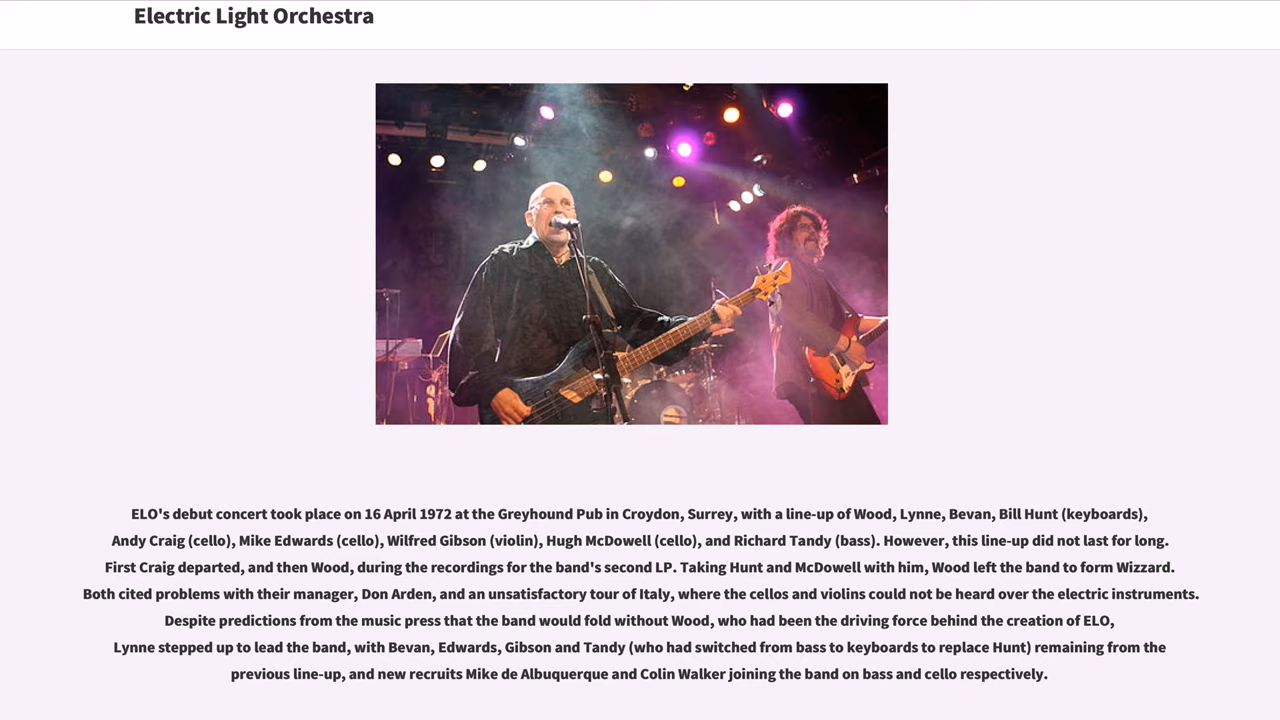 Electric Light Orchestra
ELO's debut concert took place on 16 April 1972 at the Greyhound Pub in Croydon, Surrey, with a line-up of Wood, Lynne, Bevan, Bill Hunt (keyboards),
Andy Craig (cello), Mike Edwards (cello), Wilfred Gibson (violin), Hugh McDowell (cello), and Richard Tandy (bass). However, this line-up did not last for long.
First Craig departed, and then Wood, during the recordings for the band's second LP. Taking Hunt and McDowell with him, Wood left the band to form Wizzard.
Both cited problems with their manager, Don Arden, and an unsatisfactory tour of Italy, where the cellos and violins could not be heard over the electric instruments.
Despite predictions from the music press that the band would fold without Wood, who had been the driving force behind the creation of ELO,
Lynne stepped up to lead the band, with Bevan, Edwards, Gibson and Tandy (who had switched from bass to keyboards to replace Hunt) remaining from the
previous line-up, and new recruits Mike de Albuquerque and Colin Walker joining the band on bass and cello respectively.